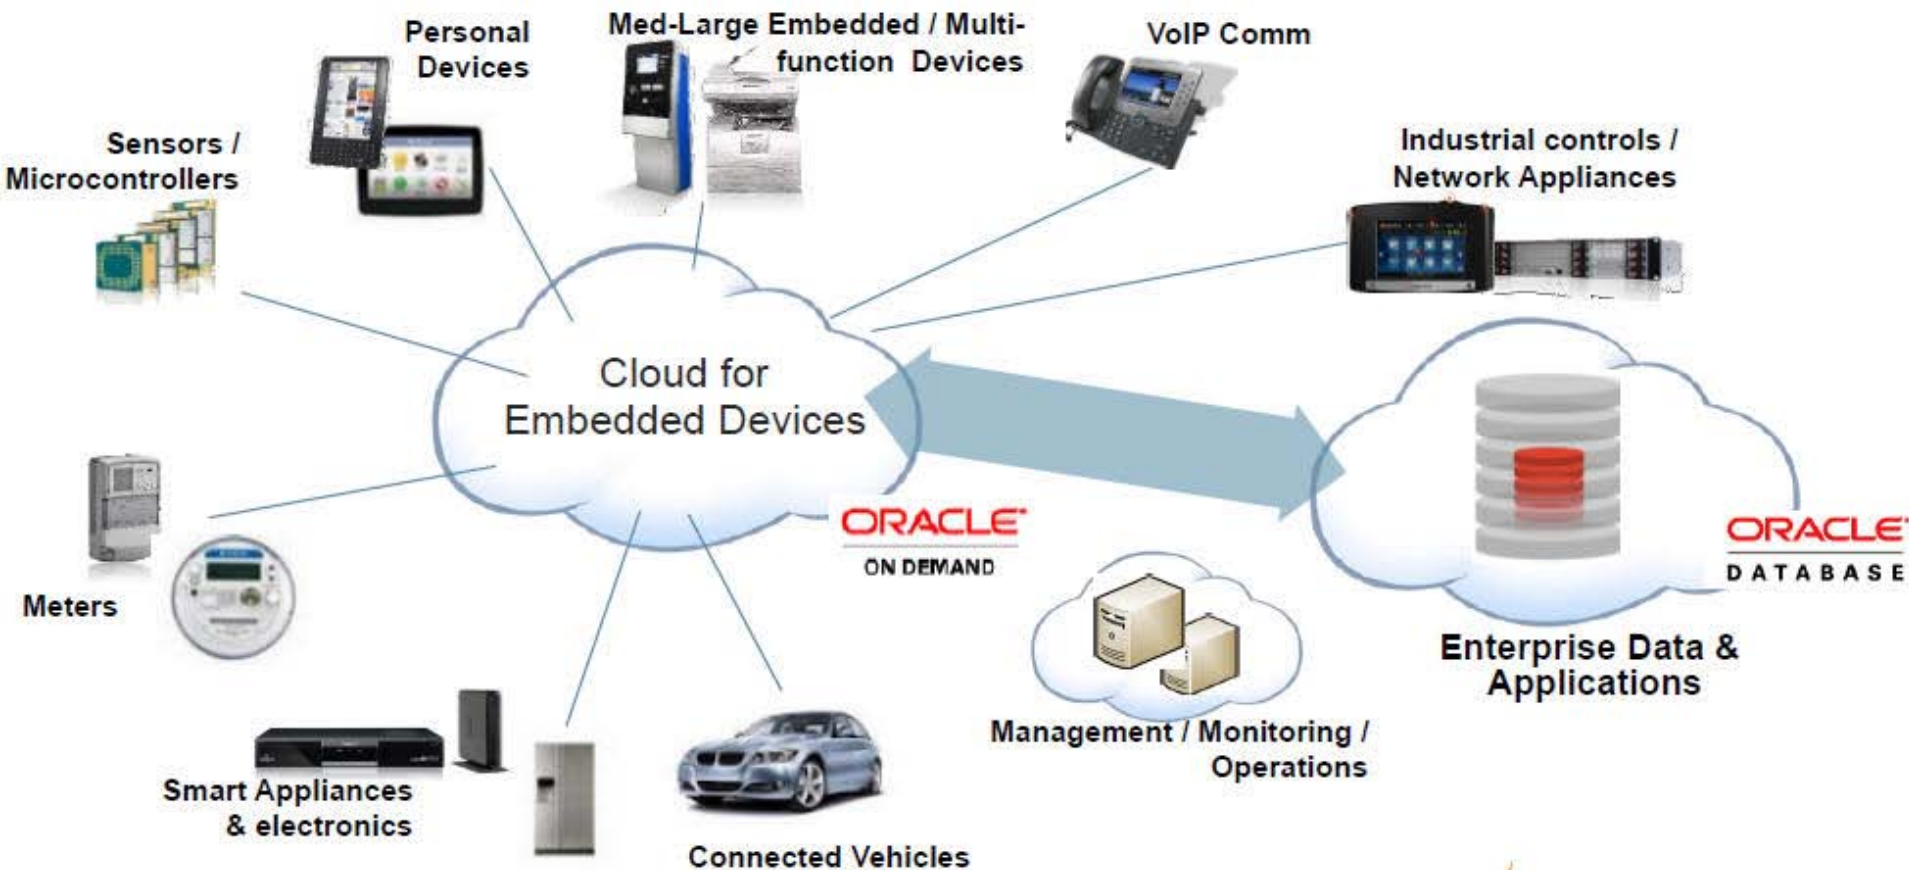 Personal
Devices
Med-Large Embedded / Multi-
function Devices
VoIP Comm
Industrial controls /
Network Appliances
Sensors /
Microcontrollers
Cloud for
Embedded Devices
ORACLE
ON DEMAND
ORACLE
DATABASE
Enterprise Data &
Applications
Meters
Management / Monitoring /
Operations
Smart Appliances
& electronics
Connected Vehicles